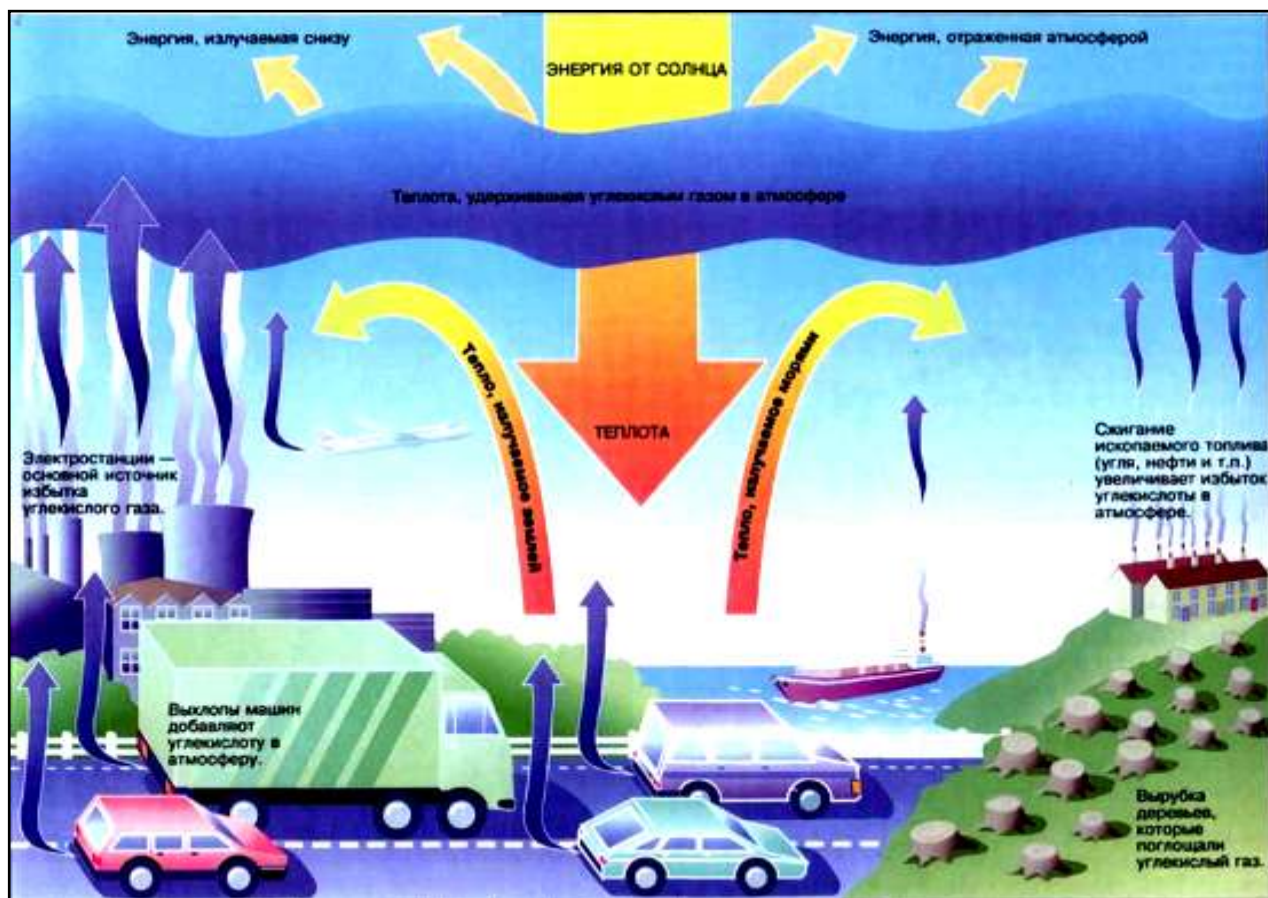 Энергия, излучаемая снизу
ЭНЕРГИЯ ОТ СОЛНЦА
Энергия, отраженная атмосферой
Теплота, удерживавшая углекислым газом в атмосфере
Тепло, излучаемое землей
ТЕПЛОТА
Тепло, излучаемое морями
Электростанции —
основной источник
избытка
углекислого газа.
Сжигание
ископаемого топлива
(угля, нефти и т.п.)
увеличивает избыток
углекислоты в
атмосфере.
Выхлопы машин
добавляют
углекислоту в
атмосферу.
Вырубка
деревьев,
которые
поглощали
углекислый газ.